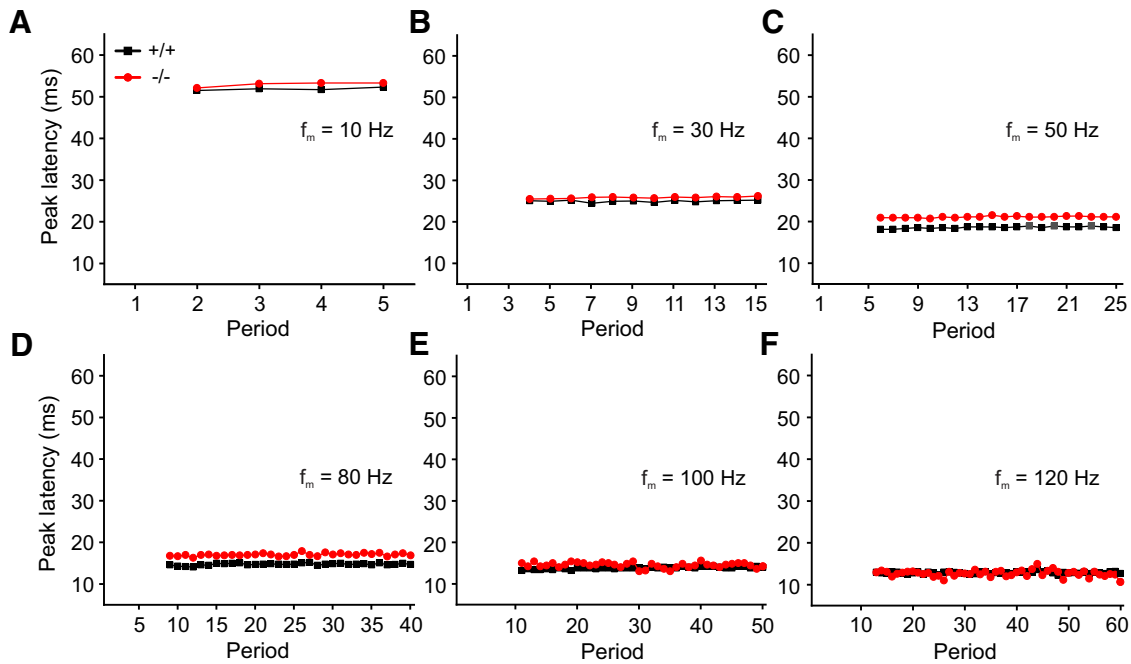 A
B
C
+/+
-/-
60
50
40
30
20
10
Peak latency (ms)
fm = 10 Hz
1 2 3 4 5
Period
60
50
40
30
20
10
fm = 30 Hz
1 3 5 7 9 11 13 15
Period
60
50
40
30
20
10
fm = 50 Hz
1 5 9 13 17 21 25
Period
D
E
F
60
50
40
30
20
10
Peak latency (ms)
fm = 80 Hz
5 10 15 20 25 30 35 40
Period
60
50
40
30
20
10
fm = 100 Hz
10 20 30 40 50
Period
60
50
40
30
20
10
fm = 120 Hz
10 20 30 40 50 60
Period